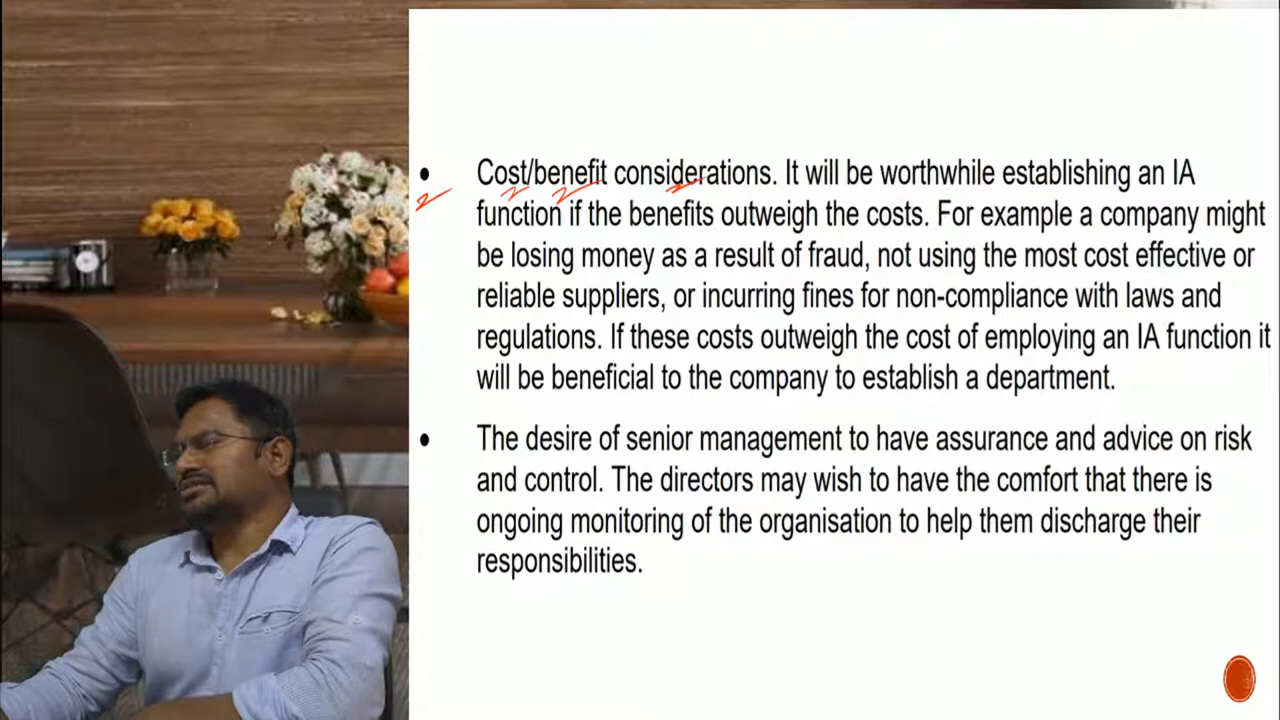 • Cost/benefit considerations. It will be worthwhile establishing an IA
function if the benefits outweigh the costs. For example a company might
be losing money as a result of fraud, not using the most cost effective or
reliable suppliers, or incurring fines for non-compliance with laws and
regulations. If these costs outweigh the cost of employing an IA function it
will be beneficial to the company to establish a department.
• The desire of senior management to have assurance and advice on risk
and control. The directors may wish to have the comfort that there is
ongoing monitoring of the organisation to help them discharge their
responsibilities.